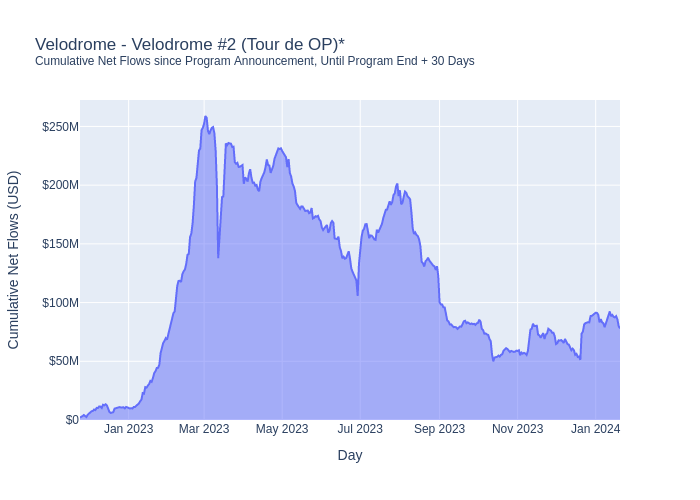 Velodrome - Velodrome #2 (Tour de OP)*
Cumulative Net Flows since Program Announcement, Until Program End + 30 Days
Cumulative Net Flows (USD)
$250M
$200M
$150M
$100M
$50M
$0
Jan 2023 Mar 2023 May 2023 Jul 2023 Sep 2023 Nov 2023 Jan 2024
Day